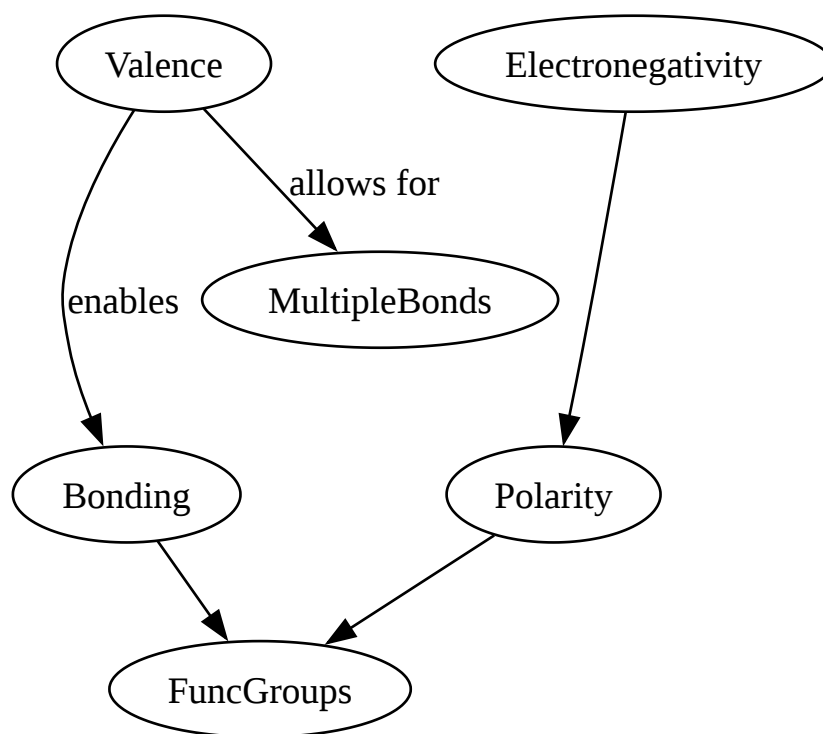 Valence
Electronegativity
allows for
enables
MultipleBonds
Bonding
Polarity
FuncGroups